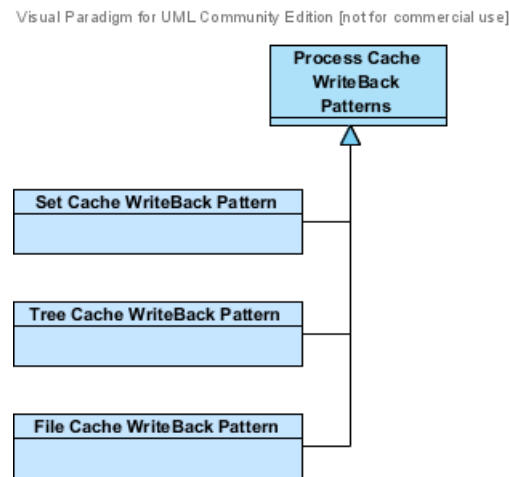 Visual Paradigm for UML Community Edition [not for commercial use]
Process Cache
WriteBack
Patterns
Set Cache WriteBack Pattern
Tree Cache WriteBack Pattern
File Cache WriteBack Pattern